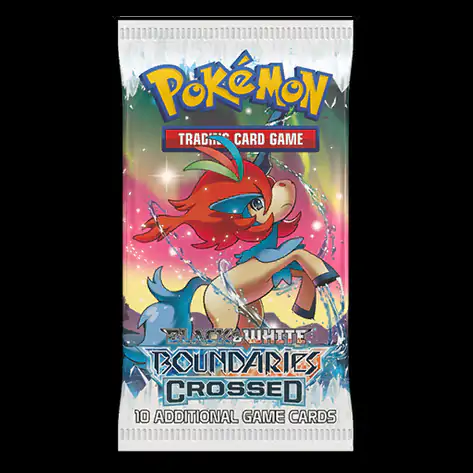 POKéMON
TRADING CARD GAME
BLACK & WHITE
BOUNDARIES
CROSSED
10 ADDITIONAL GAME CARDS